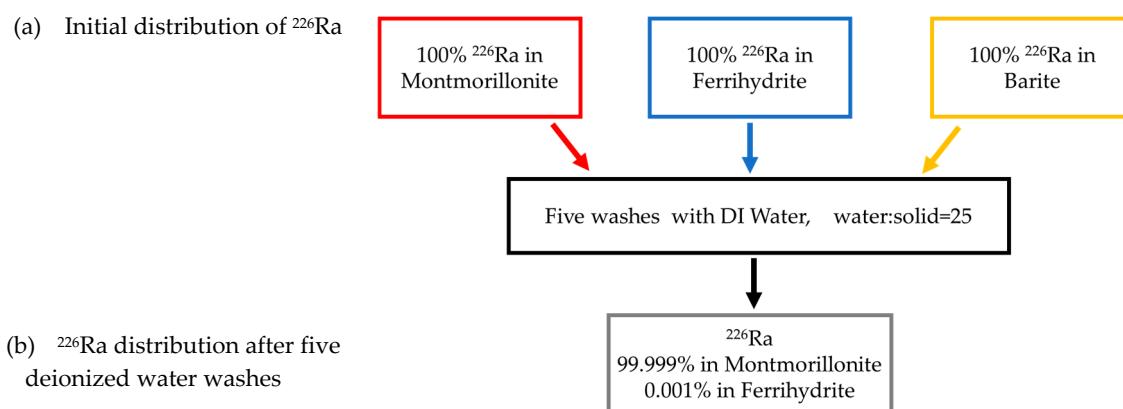 (a) Initial distribution of ²²⁶Ra
100% ²²⁶Ra in
Montmorillonite
100% ²²⁶Ra in
Ferrihydrite
100% ²²⁶Ra in
Barite
Five washes with DI Water, water:solid=25
(b) ²²⁶Ra distribution after five
deionized water washes
²²⁶Ra
99.999% in Montmorillonite
0.001% in Ferrihydrite